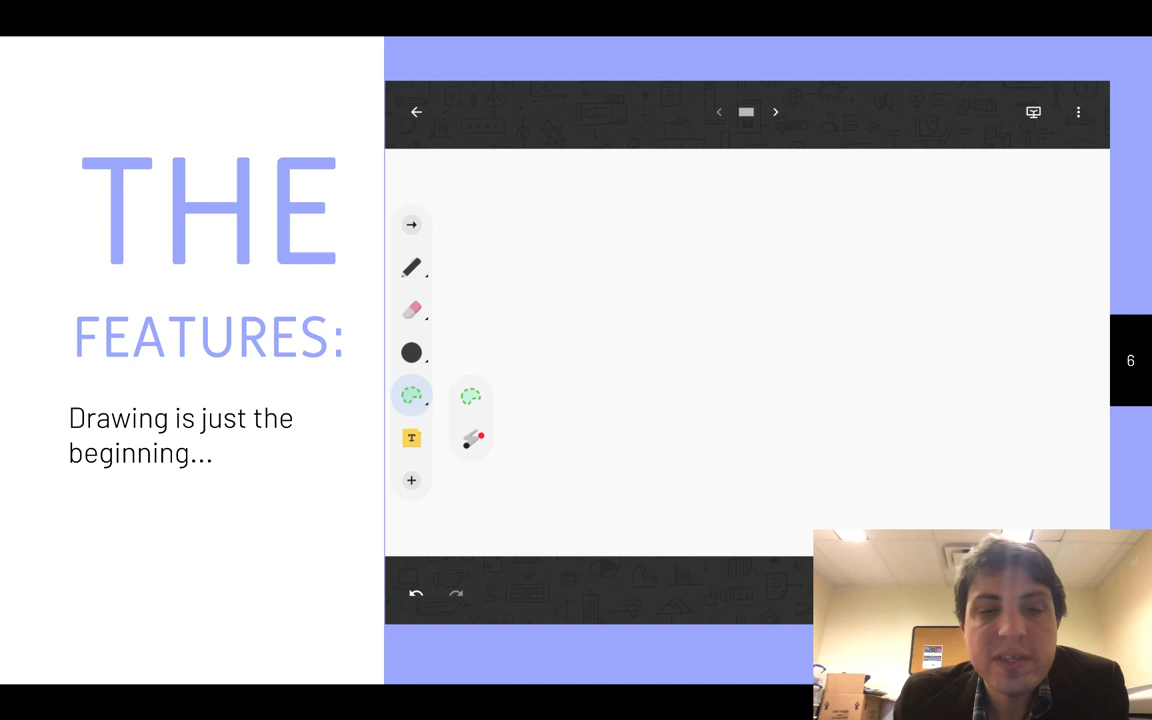 THE
FEATURES:
Drawing is just the
beginning...
T
6